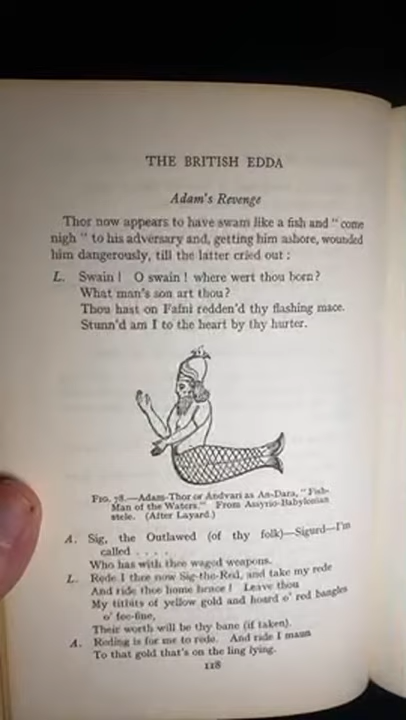 THE BRITISH EDDA
Adam's Revenge
Thor now appears to have swam like a fish and “ come
nigh ” to his adversary and, getting him ashore, wounded
him dangerously, till the latter cried out :
L. Swain ! O swain ! where wert thou born?
What man's son art thou?
Thou hast on Fafni redden'd thy flashing mace.
Stunn'd am I to the heart by thy hurter.
FIG. 78.—Adam-Thor or Andvari as An-Dara, “ Fish-
Man of the Waters.” From Assyrio-Babylonian
stele. (After Layard.)
A. Sig, the Outlawed (of thy folk)—Sigurd—I'm
called . . . .
Who has with thee waged weapons.
L. Rede I thee now Sig-the-Red, and take my rede
And ride thee home hence ! Leave thou
My titbits of yellow gold and hoard o' red bangles
o' fee-fine,
Their worth will be thy bane (if taken).
A. Reding is for me to rede. And ride I maun
To that gold that's on the ling lying.
118